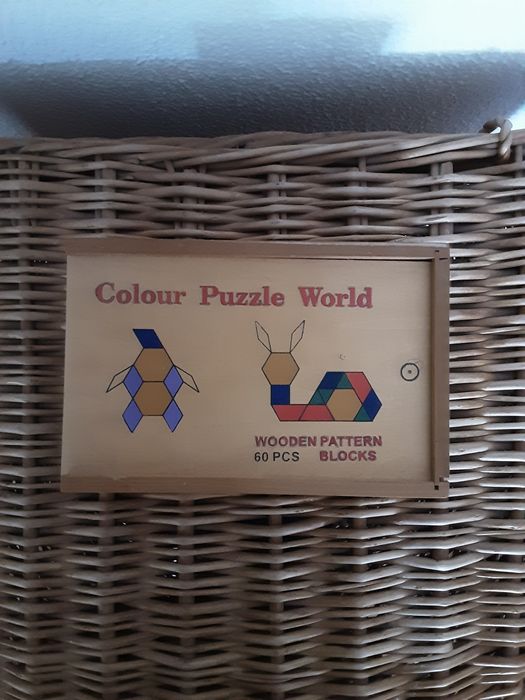 Colour Puzzle World
WOODEN PATTERN
60 PCS BLOCKS